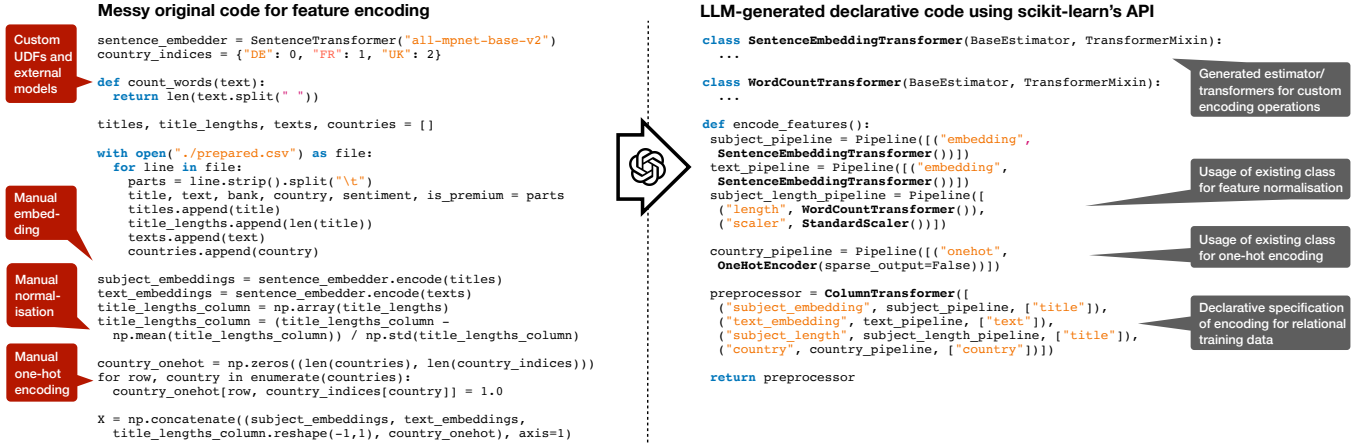 Messy original code for feature encoding
Custom
UDFs and
external
models
sentence_embedder = SentenceTransformer("all-mpnet-base-v2")
country_indices = {"DE": 0, "FR": 1, "UK": 2}
def count_words(text):
return len(text.split(" "))
titles, title_lengths, texts, countries = []
with open("./prepared.csv") as file:
for line in file:
parts = line.strip().split("\t")
title, text, bank, country, sentiment, is_premium = parts
titles.append(title)
title_lengths.append(len(title))
texts.append(text)
countries.append(country)
Manual
embed-
ding
subject_embeddings = sentence_embedder.encode(titles)
text_embeddings = sentence_embedder.encode(texts)
title_lengths_column = np.array(title_lengths)
title_lengths_column = (title_lengths_column -
np.mean(title_lengths_column)) / np.std(title_lengths_column)
Manual
normal-
isation
country_onehot = np.zeros((len(countries), len(country_indices)))
for row, country in enumerate(countries):
country_onehot[row, country_indices[country]] = 1.0
Manual
one-hot
encoding
X = np.concatenate((subject_embeddings, text_embeddings,
title_lengths_column.reshape(-1,1), country_onehot), axis=1)
LLM-generated declarative code using scikit-learn's API
class SentenceEmbeddingTransformer(BaseEstimator, TransformerMixin):
...
class WordCountTransformer(BaseEstimator, TransformerMixin):
...
Generated estimator/
transformers for custom
encoding operations
def encode_features():
subject_pipeline = Pipeline([("embedding",
SentenceEmbeddingTransformer())])
text_pipeline = Pipeline([("embedding",
SentenceEmbeddingTransformer())])
subject_length_pipeline = Pipeline([
("length", WordCountTransformer()),
("scaler", StandardScaler())])
Usage of existing class
for feature normalisation
country_pipeline = Pipeline([("onehot",
OneHotEncoder(sparse_output=False))])
Usage of existing class
for one-hot encoding
preprocessor = ColumnTransformer([
("subject_embedding", subject_pipeline, ["title"]),
("text_embedding", text_pipeline, ["text"]),
("subject_length", subject_length_pipeline, ["title"]),
("country", country_pipeline, ["country"])])
Declarative specification
of encoding for relational
training data
return preprocessor